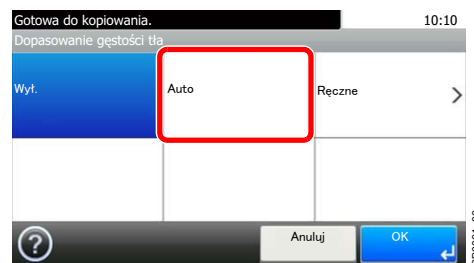 Gotowa do kopiowania. 10:10
Dopasowanie gęstości tła
Wył. Auto Ręczne
Anuluj OK